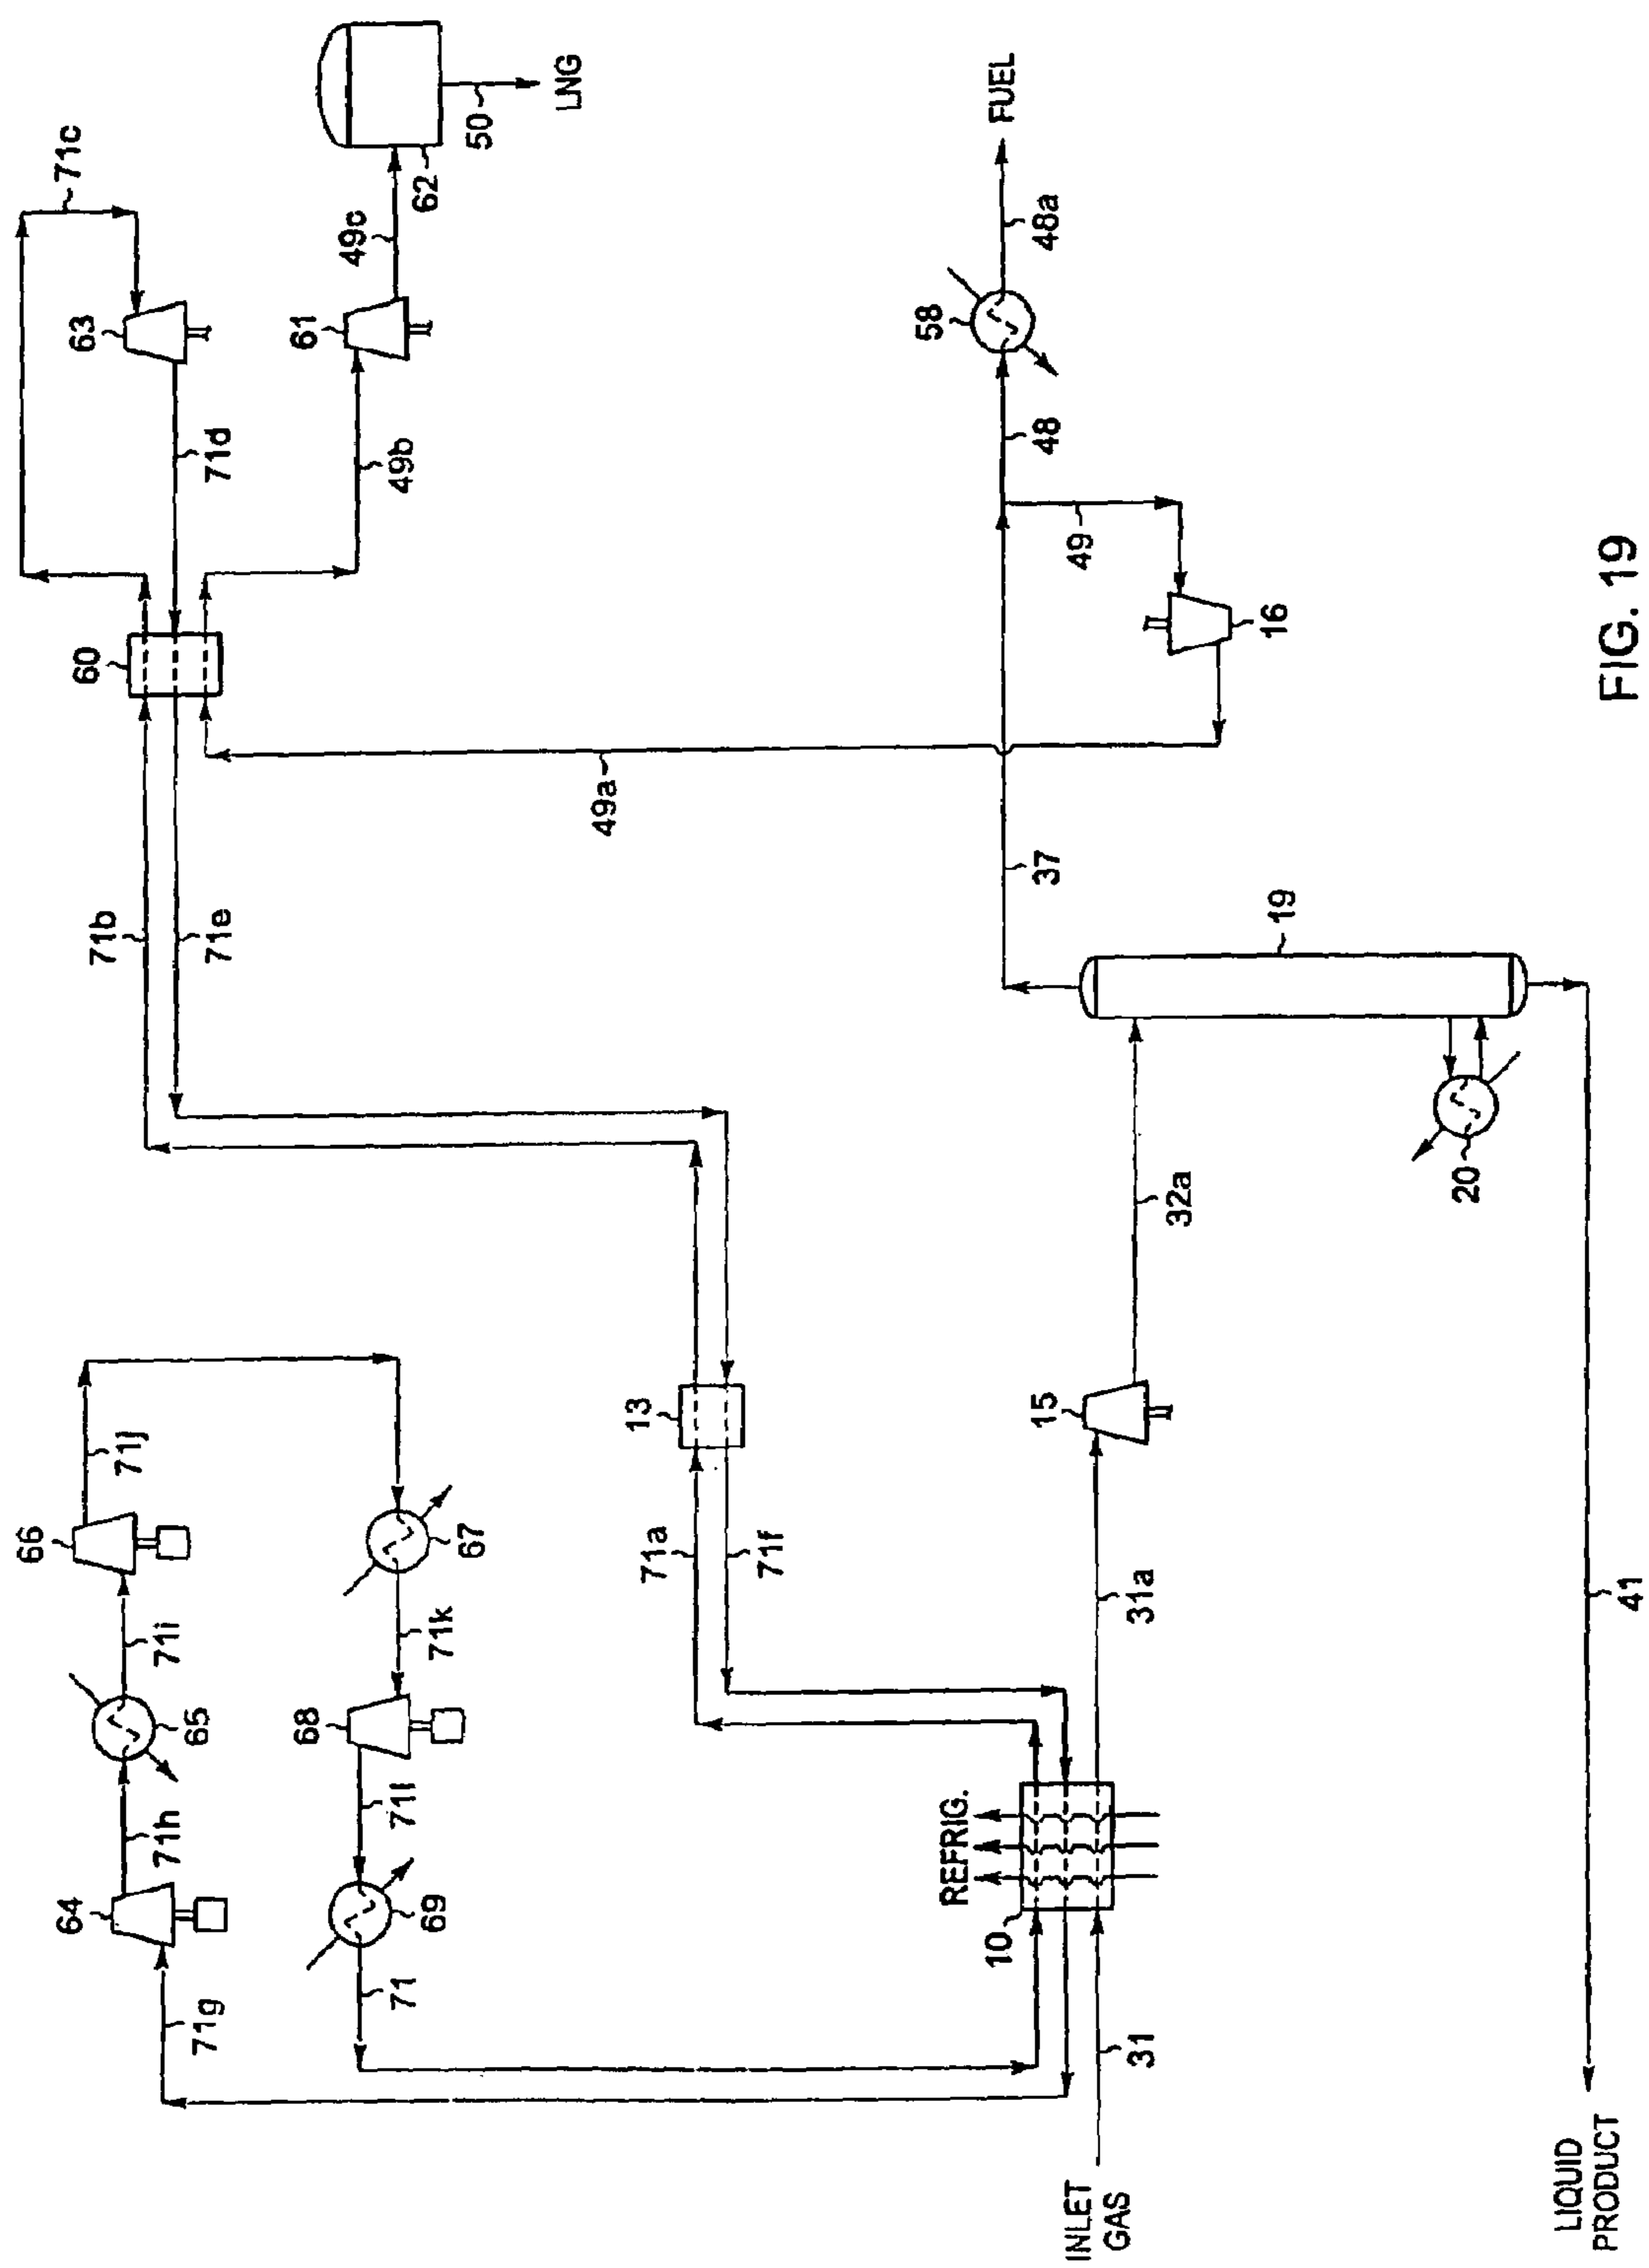 71c
63
71d
60
61
49b
49c
62
50
LNG
71b
71e
49a
FUEL
48a
58
48
49
16
37
66
71j
71i
65
67
71k
68
71h
64
71l
69
71g
71
13
71a
71f
REFRIG.
10
31
INLET
GAS
31a
15
32a
19
20
41
LIQUID
PRODUCT
FIG. 19